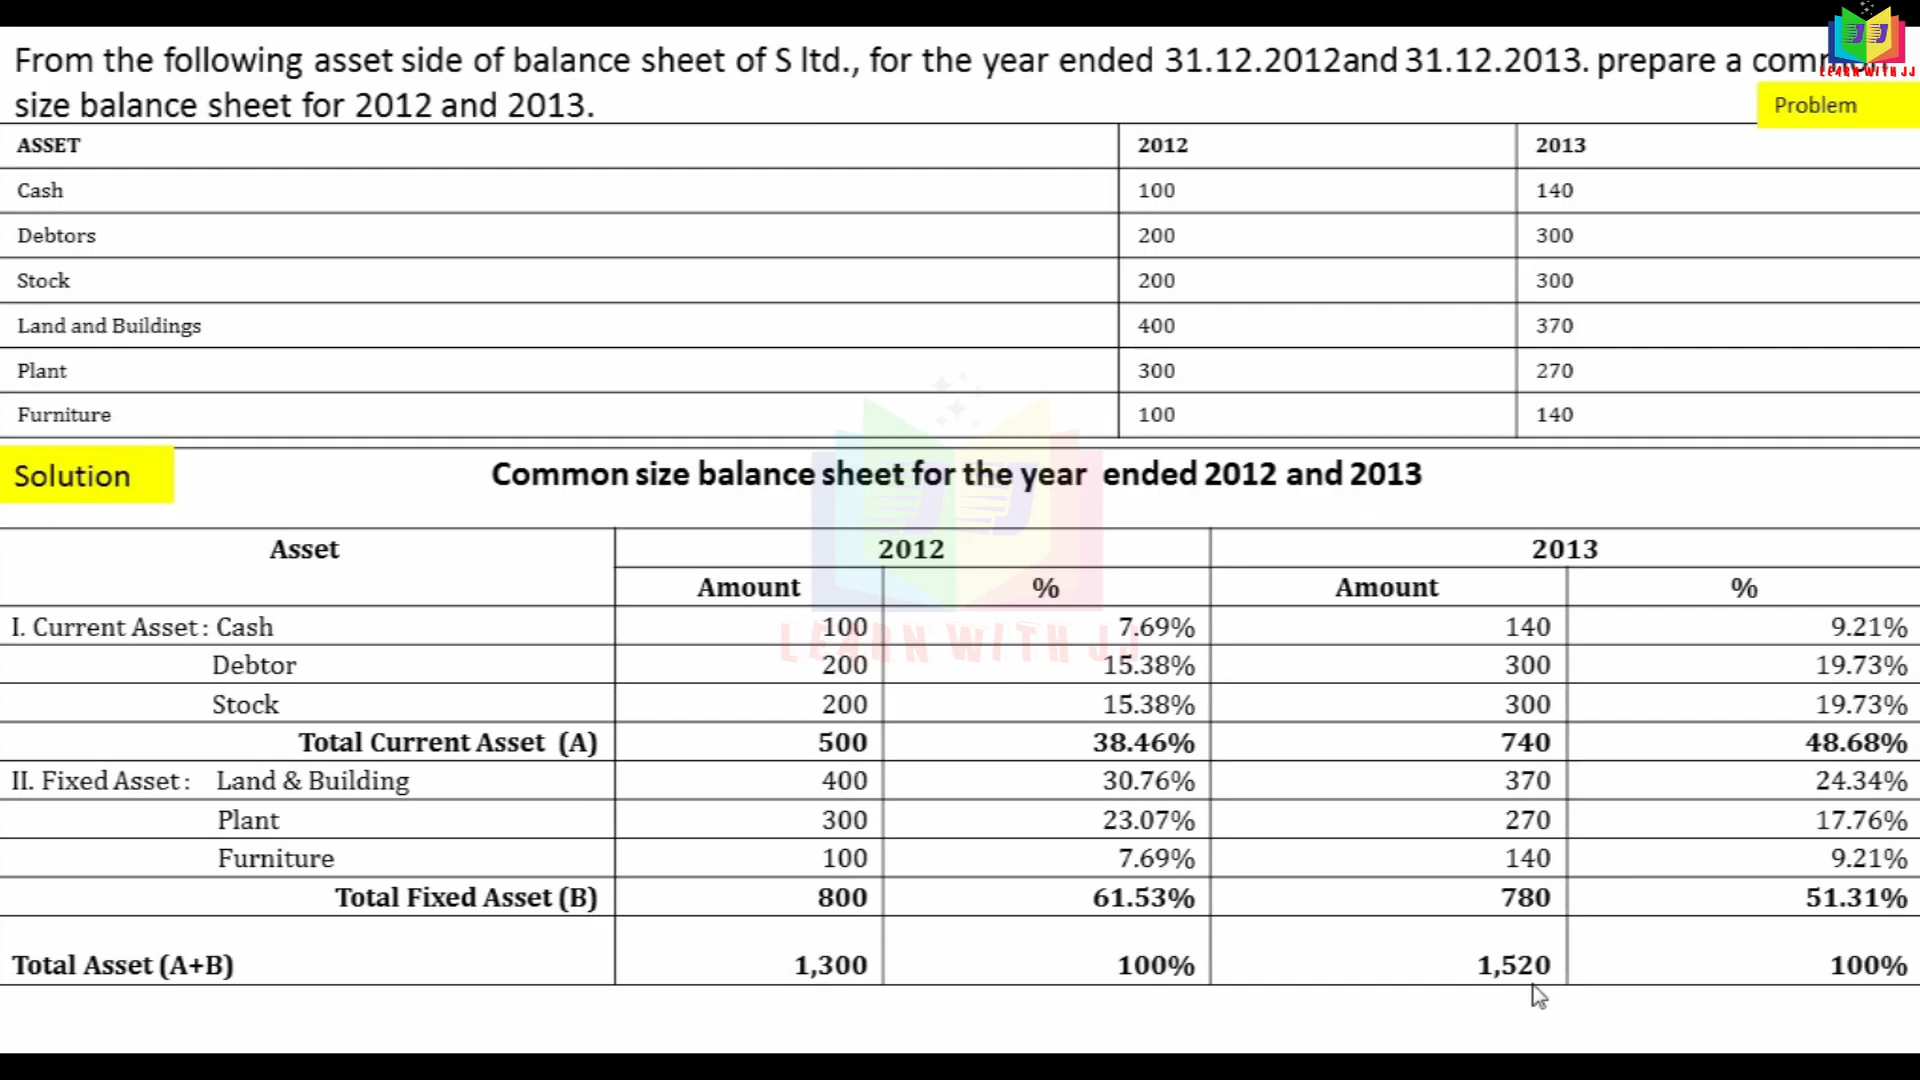 From the following asset side of balance sheet of S ltd., for the year ended 31.12.2012and 31.12.2013. prepare a common
size balance sheet for 2012 and 2013.
LEARN WITH JJ
Problem
ASSET 2012 2013
Cash 100 140
Debtors 200 300
Stock 200 300
Land and Buildings 400 370
Plant 300 270
Furniture 100 140
Solution
Common size balance sheet for the year ended 2012 and 2013
Asset 2012 2013
Amount % Amount %
I. Current Asset: Cash 100 7.69% 140 9.21%
Debtor 200 15.38% 300 19.73%
LEARN WITH JJ
Stock 200 15.38% 300 19.73%
Total Current Asset (A) 500 38.46% 740 48.68%
II. Fixed Asset: Land & Building 400 30.76% 370 24.34%
Plant 300 23.07% 270 17.76%
Furniture 100 7.69% 140 9.21%
Total Fixed Asset (B) 800 61.53% 780 51.31%
Total Asset (A+B) 1,300 100% 1,520 100%